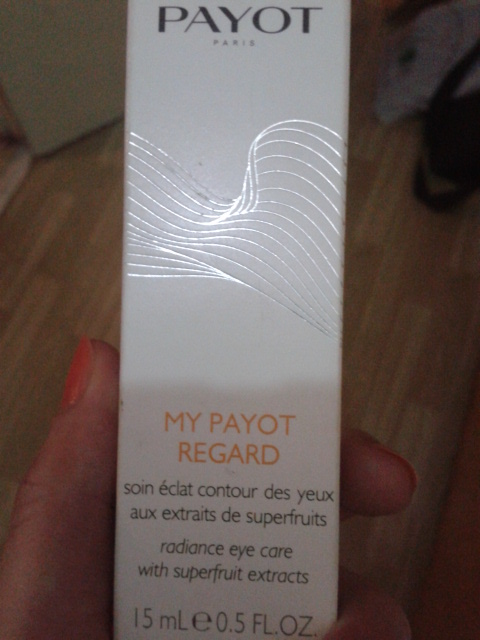 PAYOT
PARIS
MY PAYOT
REGARD
soin éclat contour des yeux
aux extraits de superfruits
radiance eye care
with superfruit extracts
15 mL e 0.5 FL.OZ.